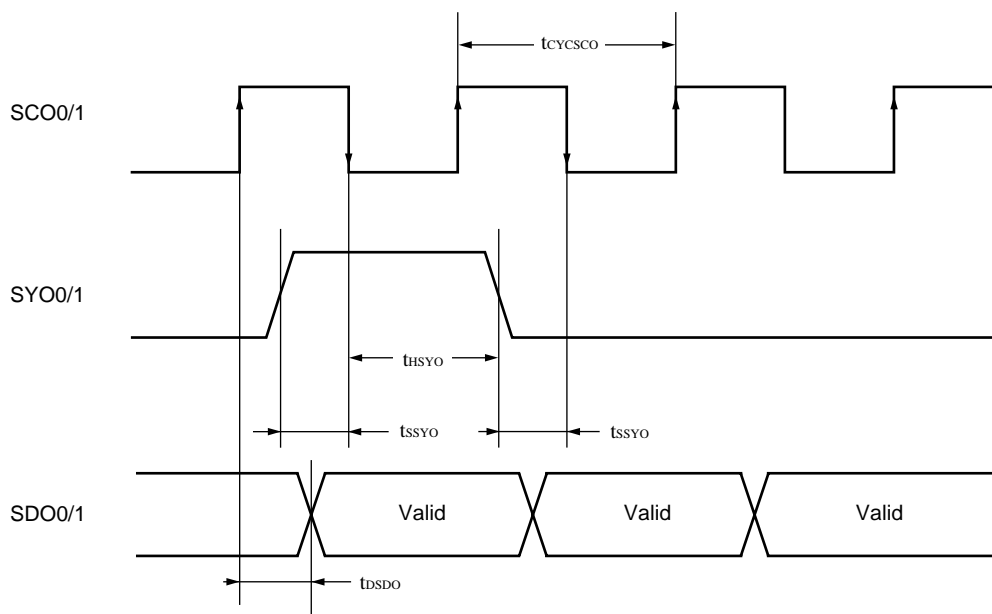 tCYCSCO
SCO0/1
SYO0/1
tHSYO
tSSYO tSSYO
SDO0/1 Valid Valid Valid
tDSDO